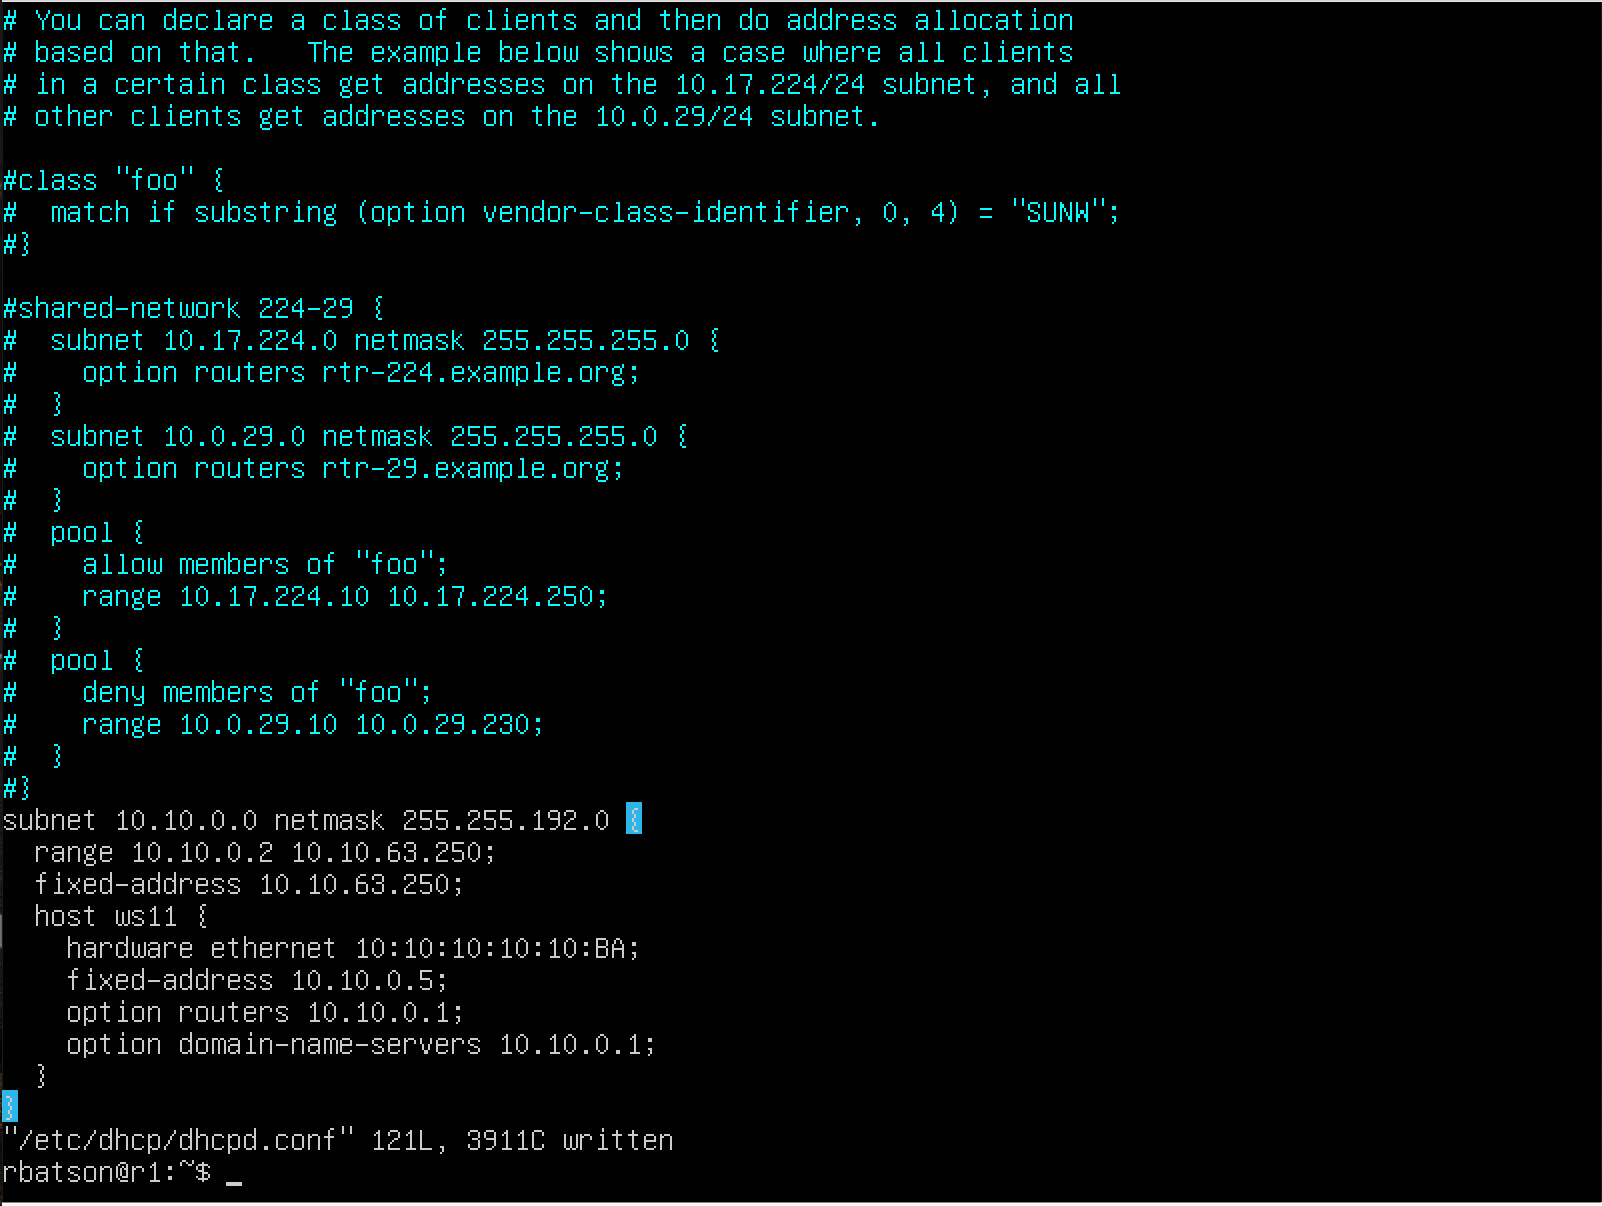 # You can declare a class of clients and then do address allocation
# based on that.   The example below shows a case where all clients
# in a certain class get addresses on the 10.17.224/24 subnet, and all
# other clients get addresses on the 10.0.29/24 subnet.
#class "foo" {
#  match if substring (option vendor-class-identifier, 0, 4) = "SUNW";
#}
#shared-network 224-29 {
#  subnet 10.17.224.0 netmask 255.255.255.0 {
#    option routers rtr-224.example.org;
#  }
#  subnet 10.0.29.0 netmask 255.255.255.0 {
#    option routers rtr-29.example.org;
#  }
#  pool {
#    allow members of "foo";
#    range 10.17.224.10 10.17.224.250;
#  }
#  pool {
#    deny members of "foo";
#    range 10.0.29.10 10.0.29.230;
#  }
#}
subnet 10.10.0.0 netmask 255.255.192.0 {
  range 10.10.0.2 10.10.63.250;
  fixed-address 10.10.63.250;
  host ws11 {
    hardware ethernet 10:10:10:10:10:BA;
    fixed-address 10.10.0.5;
    option routers 10.10.0.1;
    option domain-name-servers 10.10.0.1;
  }
}
"/etc/dhcp/dhcpd.conf" 121L, 3911C written
rbatson@r1:~$ _